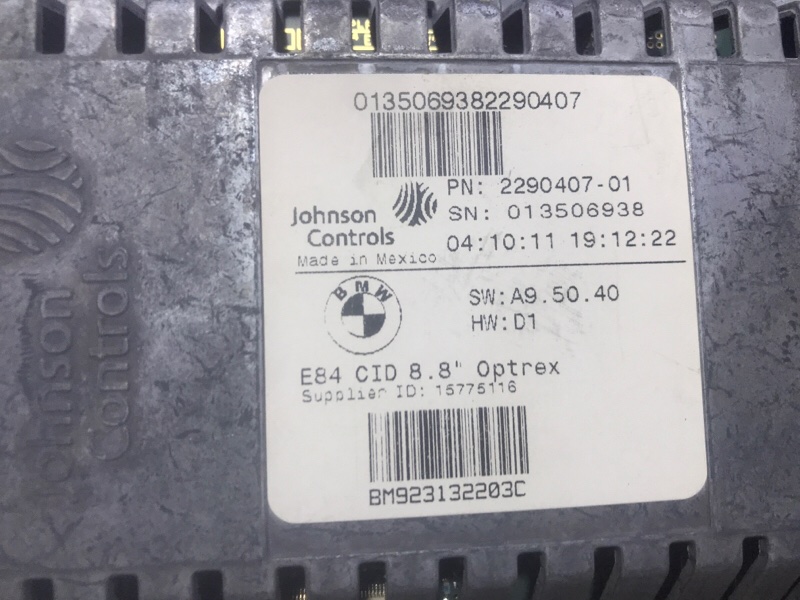 0135069382290407
PN: 2290407-01
SN: 013506938
Johnson
Controls
04:10:11 19:12:22
Made in Mexico
BMW
SW:A9.50.40
HW:D1
E84 CID 8.8" Optrex
Supplier ID: 15775116
BM923132203C
Johnson
Controls